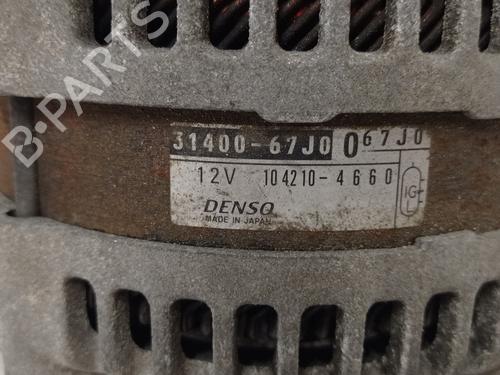 B-PARTS
31400-67J0 067J0
12V 104210-4660
IG
L
DENSO
MADE IN JAPAN